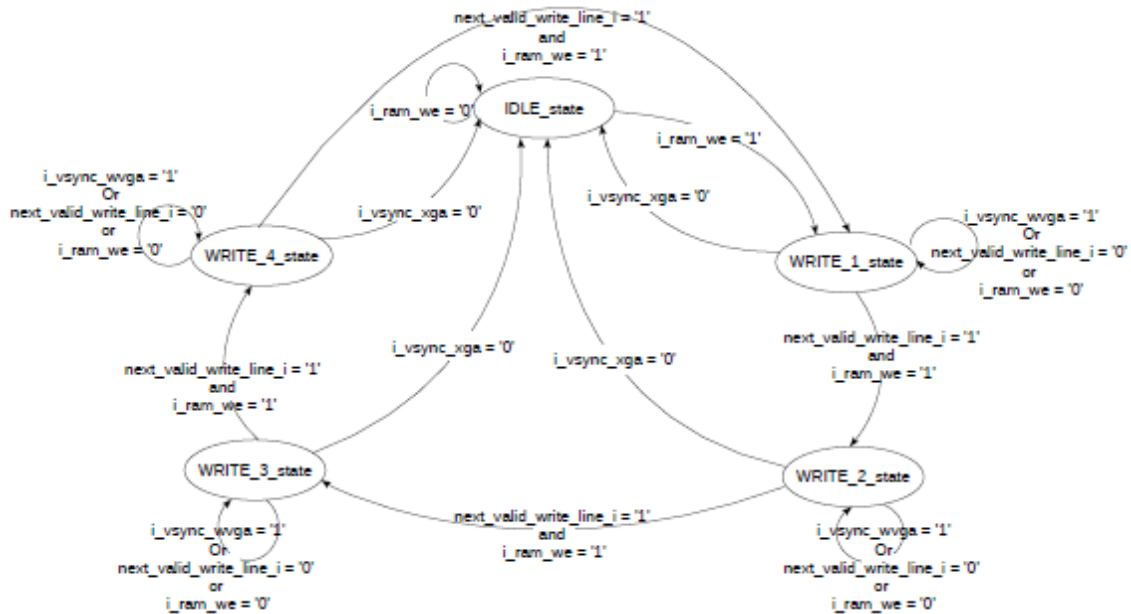 next_valid_write_line_i = '1'
and
i_ram_we = '1'
i_ram_we = '0'
IDLE_state
i_ram_we = '1'
i_vsync_wvga = '1'
Or
next_valid_write_line_i = '0'
or
i_ram_we = '0'
i_vsync_xga = '0'
i_vsync_xga = '0'
i_vsync_wvga = '1'
Or
next_valid_write_line_i = '0'
or
i_ram_we = '0'
WRITE_4_state
WRITE_1_state
next_valid_write_line_i = '1'
and
i_ram_we = '1'
i_vsync_xga = '0'
i_vsync_xga = '0'
next_valid_write_line_i = '1'
and
i_ram_we = '1'
WRITE_3_state
WRITE_2_state
next_valid_write_line_i = '1'
and
i_ram_we = '1'
i_vsync_wvga = '1'
Or
next_valid_write_line_i = '0'
or
i_ram_we = '0'
i_vsync_wvga = '1'
Or
next_valid_write_line_i = '0'
or
i_ram_we = '0'